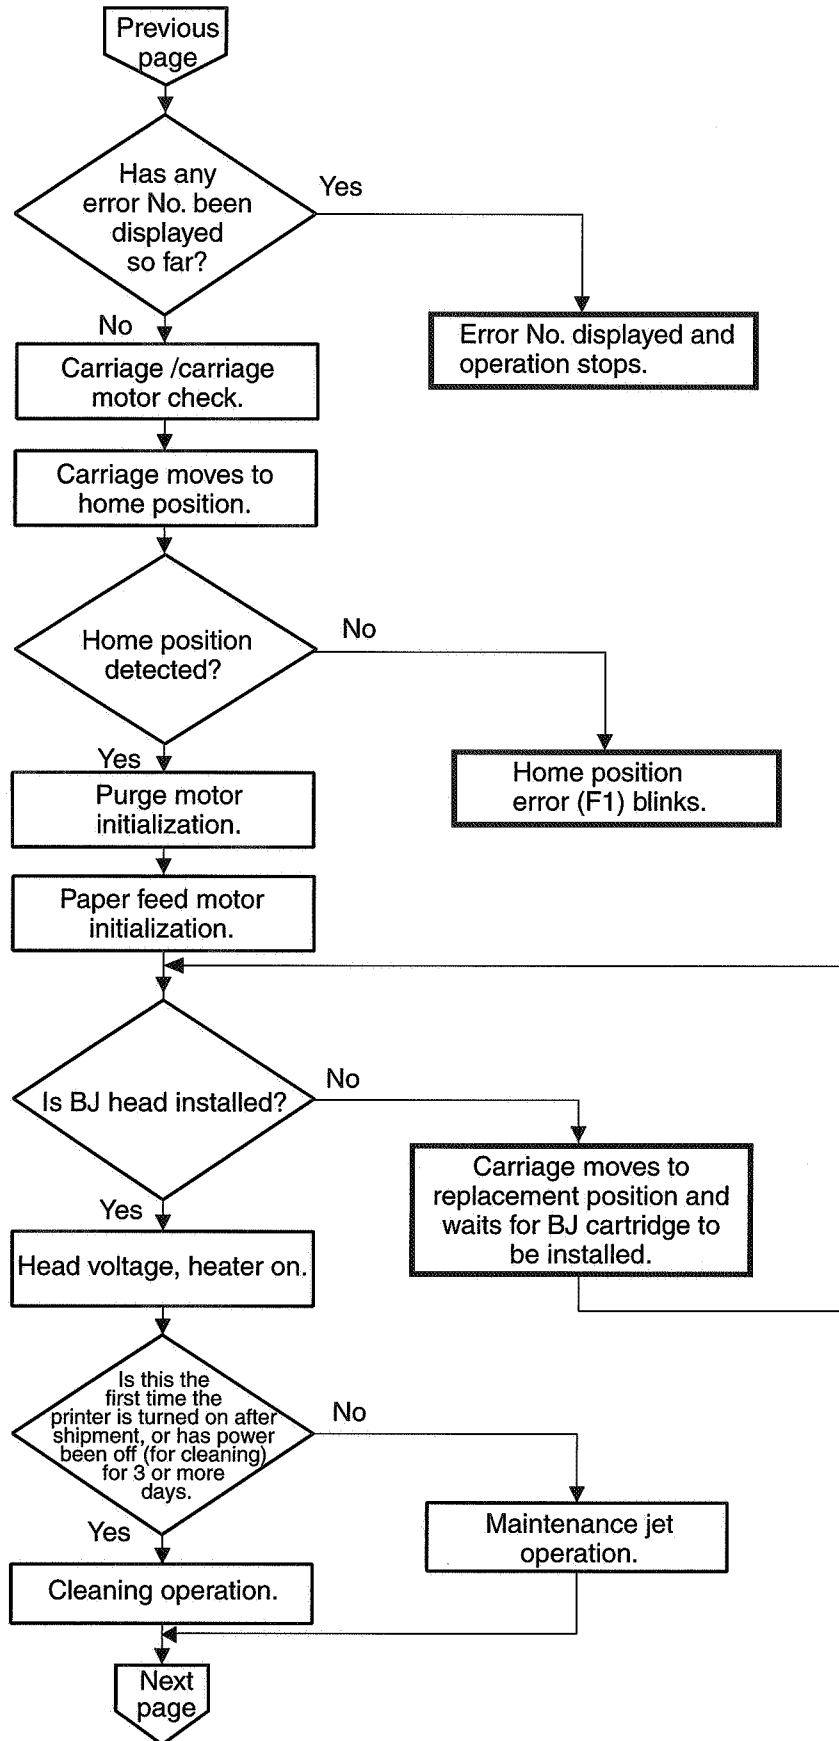 Previous
page
Has any
error No. been
displayed
so far?
Yes
No
Error No. displayed and
operation stops.
Carriage /carriage
motor check.
Carriage moves to
home position.
Home position
detected?
No
Yes
Home position
error (F1) blinks.
Purge motor
initialization.
Paper feed motor
initialization.
Is BJ head installed?
No
Yes
Carriage moves to
replacement position and
waits for BJ cartridge to
be installed.
Head voltage, heater on.
Is this the
first time the
printer is turned on after
shipment, or has power
been off (for cleaning)
for 3 or more
days.
No
Yes
Maintenance jet
operation.
Cleaning operation.
Next
page